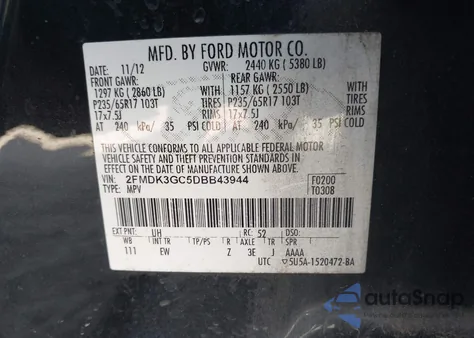 MFD. BY FORD MOTOR CO.
DATE: 11/12 GVWR: 2440 KG ( 5380 LB)
FRONT GAWR: REAR GAWR:
1297 KG ( 2860 LB) 1157 KG ( 2550 LB)
P235/65R17 103T TIRES P235/65R17 103T
17x7.5J RIMS 17x7.5J
AT 240 kPa/ 35 PSI COLD AT 240 kPa/ 35 PSI COLD
THIS VEHICLE CONFORMS TO ALL APPLICABLE FEDERAL MOTOR
VEHICLE SAFETY AND THEFT PREVENTION STANDARDS IN
EFFECT ON THE DATE OF MANUFACTURE SHOWN ABOVE.
VIN: 2FMDK3GC5DBB43944 F0200
TYPE: MPV T0308
EXT PNT: UH RC: 52 DSO:
WB INT TR TP/PS R AXLE TR SPR
111 EW Z 3E J AAAA
UTC 5U5A-1520472-BA
AutoSnap